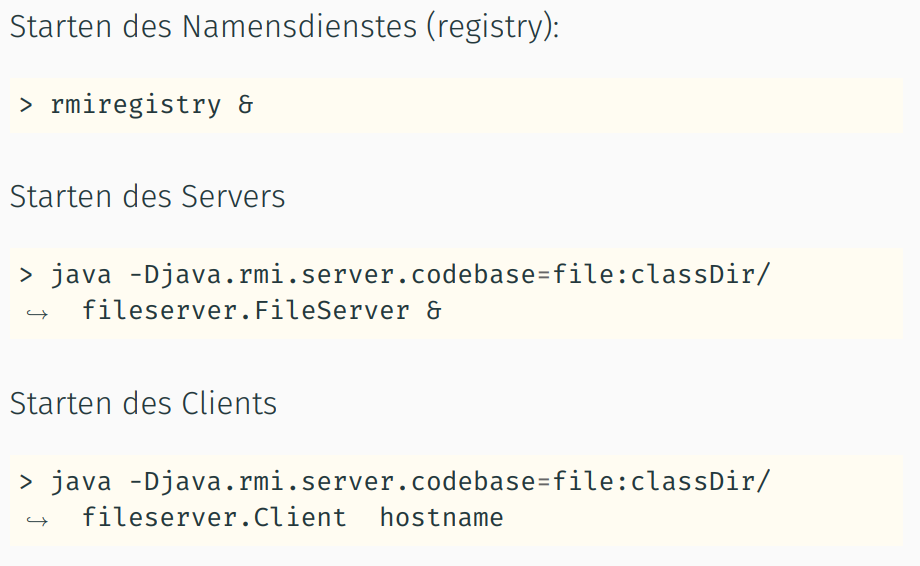 Starten des Namensdienstes (registry):
> rmiregistry &
Starten des Servers
> java -Djava.rmi.server.codebase=file:classDir/
↪ fileserver.FileServer &
Starten des Clients
> java -Djava.rmi.server.codebase=file:classDir/
↪ fileserver.Client hostname